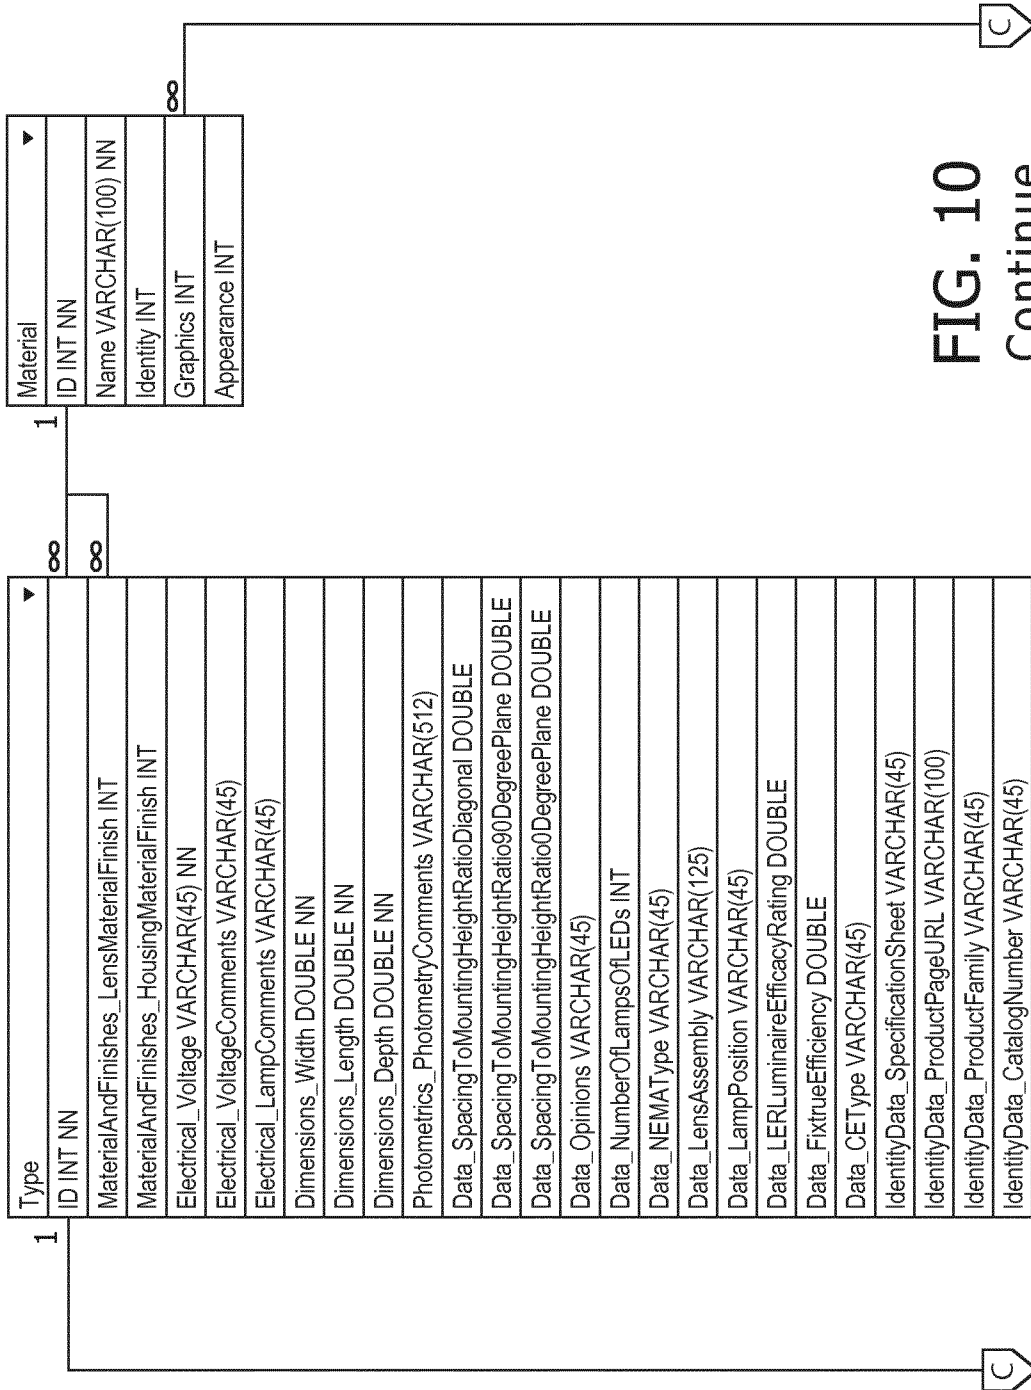 Type
ID INT NN
MaterialAndFinishes_LensMaterialFinish INT
MaterialAndFinishes_HousingMaterialFinish INT
Electrical_Voltage VARCHAR(45) NN
Electrical_VoltageComments VARCHAR(45)
Electrical_LampComments VARCHAR(45)
Dimensions_Width DOUBLE NN
Dimensions_Length DOUBLE NN
Dimensions_Depth DOUBLE NN
Photometrics_PhotometryComments VARCHAR(512)
Data_SpacingToMountingHeightRatioDiagonal DOUBLE
Data_SpacingToMountingHeightRatio90DegreePlane DOUBLE
Data_SpacingToMountingHeightRatio0DegreePlane DOUBLE
Data_Opinions VARCHAR(45)
Data_NumberOfLampsOfLEDs INT
Data_NEMAType VARCHAR(45)
Data_LensAssembly VARCHAR(125)
Data_LampPosition VARCHAR(45)
Data_LERLuminaireEfficacyRating DOUBLE
Data_FixtrueEfficiency DOUBLE
Data_CEType VARCHAR(45)
IdentityData_SpecificationSheet VARCHAR(45)
IdentityData_ProductPageURL VARCHAR(100)
IdentityData_ProductFamily VARCHAR(45)
IdentityData_CatalogNumber VARCHAR(45)
1
∞
∞
1
Material
ID INT NN
Name VARCHAR(100) NN
Identity INT
Graphics INT
Appearance INT
∞
C
C
FIG. 10
Continue